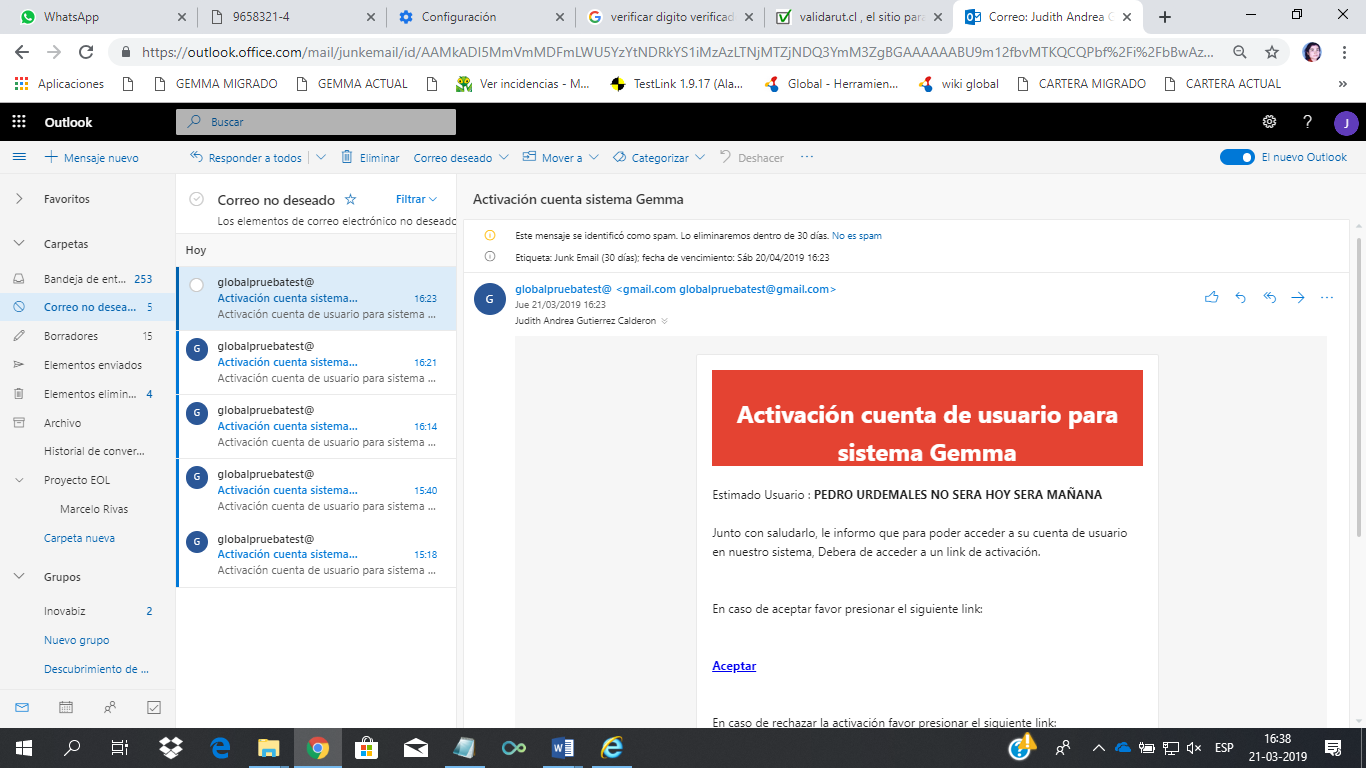 WhatsApp
9658321-4
Configuración
verificar digito verificad
validarut.cl , el sitio para
Correo: Judith Andrea G
https://outlook.office.com/mail/junkemail/id/AAMkADI5MmVmMDFmLWU5YzYtNDRkYS1iMzAzLTNjMTZjNDQ3YmM3ZgBGAAAAAABU9m12fbvMTKQCQPbf%2Fi%2FbBwAz...
Aplicaciones
GEMMA MIGRADO
GEMMA ACTUAL
Ver incidencias - M...
TestLink 1.9.17 (Ala...
Global - Herramien...
wiki global
CARTERA MIGRADO
CARTERA ACTUAL
»
Outlook
Buscar
?
J
Mensaje nuevo
Responder a todos
Eliminar
Correo deseado
Mover a
Categorizar
Deshacer
···
El nuevo Outlook
Favoritos
Carpetas
Bandeja de ent... 253
Correo no desea... 5
Borradores 15
Elementos enviados
Elementos elimin... 4
Archivo
Historial de conver...
Proyecto EOL
Marcelo Rivas
Carpeta nueva
Grupos
Inovabiz 2
Nuevo grupo
Descubrimiento de ...
Correo no deseado
Filtrar
Los elementos de correo electrónico no deseado
Hoy
globalpruebatest@
Activación cuenta sistema... 16:23
Activación cuenta de usuario para sistema ...
G
globalpruebatest@
Activación cuenta sistema... 16:21
Activación cuenta de usuario para sistema ...
G
globalpruebatest@
Activación cuenta sistema... 16:14
Activación cuenta de usuario para sistema ...
G
globalpruebatest@
Activación cuenta sistema... 15:40
Activación cuenta de usuario para sistema ...
G
globalpruebatest@
Activación cuenta sistema... 15:18
Activación cuenta de usuario para sistema ...
Activación cuenta sistema Gemma
Este mensaje se identificó como spam. Lo eliminaremos dentro de 30 días. No es spam
Etiqueta: Junk Email (30 días); fecha de vencimiento: Sáb 20/04/2019 16:23
G
globalpruebatest@ <gmail.com globalpruebatest@gmail.com>
Jue 21/03/2019 16:23
Judith Andrea Gutierrez Calderon
Activación cuenta de usuario para
sistema Gemma
Estimado Usuario : PEDRO URDEMALES NO SERA HOY SERA MAÑANA
Junto con saludarlo, le informo que para poder acceder a su cuenta de usuario
en nuestro sistema, Debera de acceder a un link de activación.
En caso de aceptar favor presionar el siguiente link:
Aceptar
En caso de rechazar la activación favor presionar el siguiente link:
ESP
16:38
21-03-2019